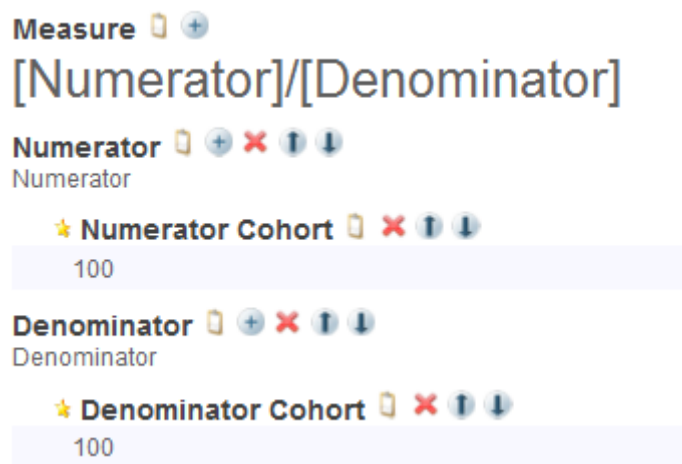 Measure
[Numerator]/[Denominator]
Numerator
Numerator
Numerator Cohort
100
Denominator
Denominator
Denominator Cohort
100